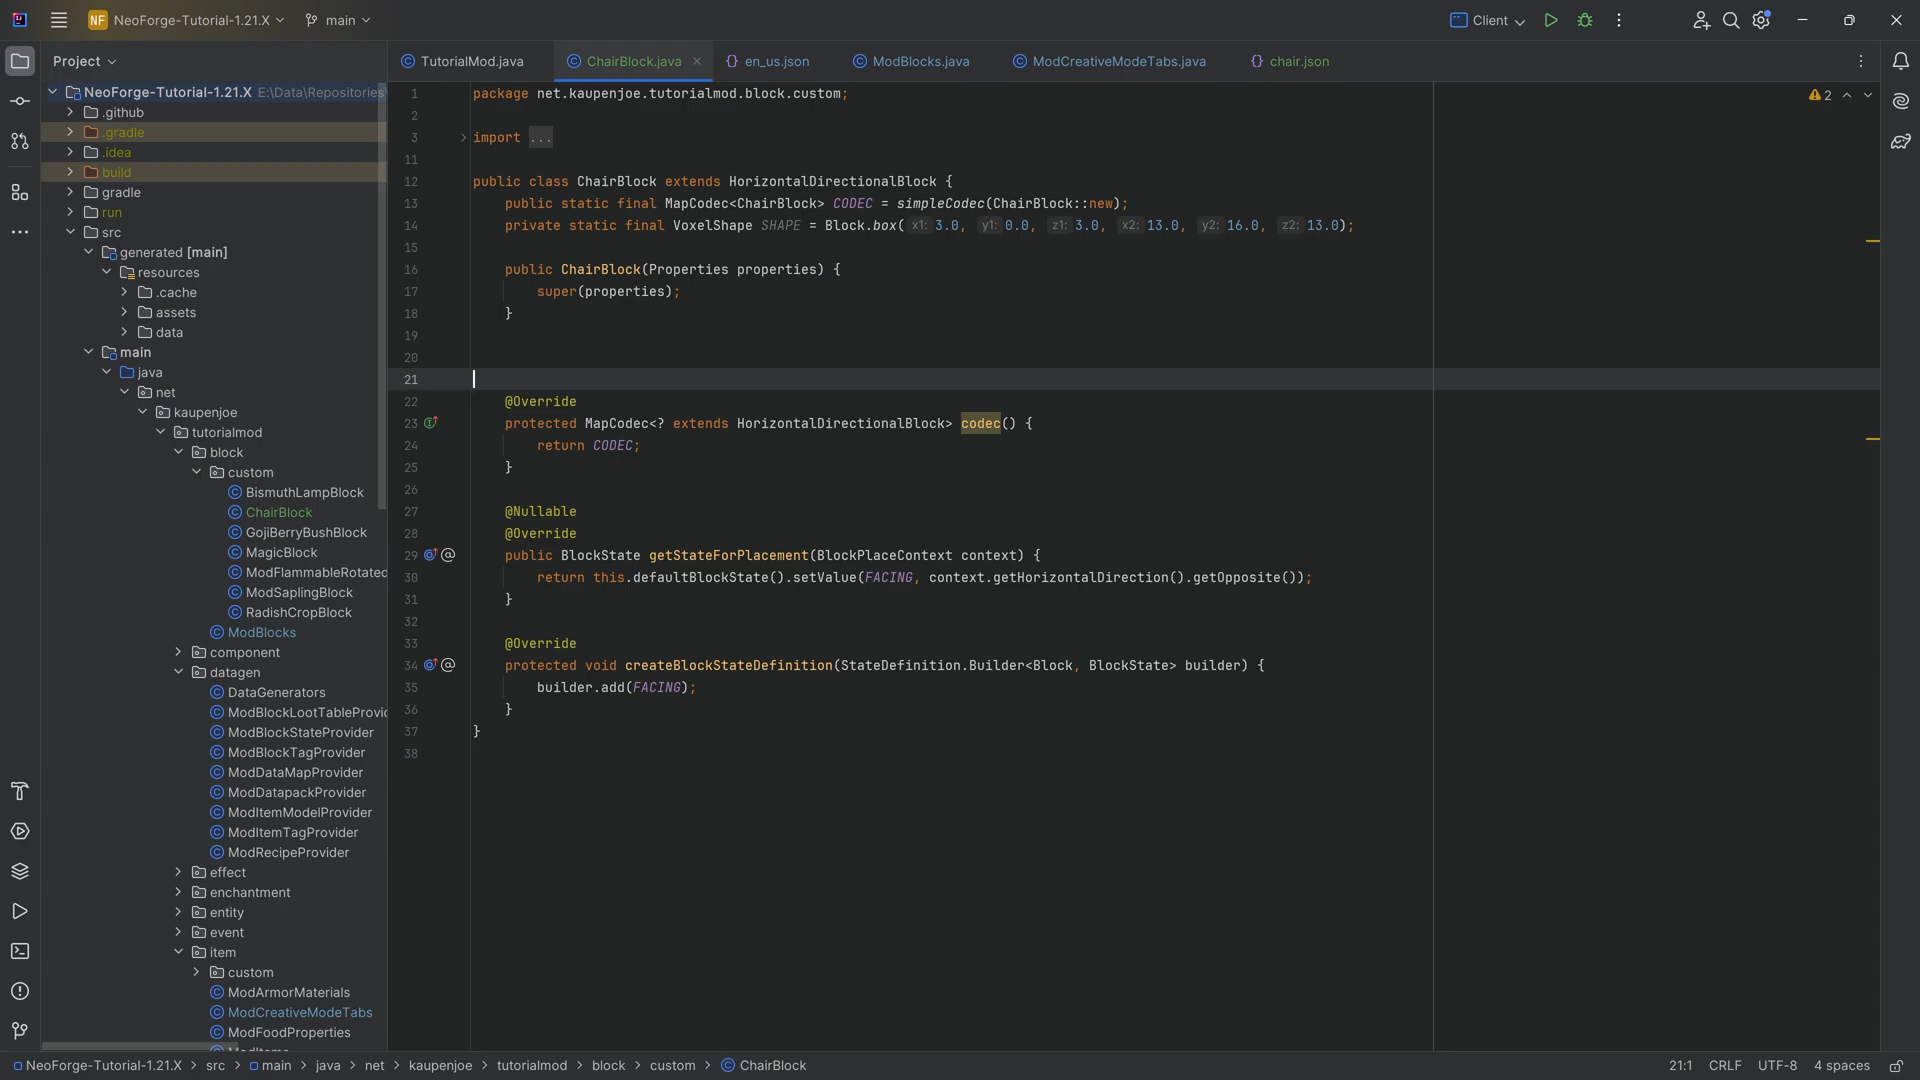 NF NeoForge-Tutorial-1.21.X main Client
Project
NeoForge-Tutorial-1.21.X E:\Data\Repositories\
.github
.gradle
.idea
build
gradle
run
src
generated [main]
resources
.cache
assets
data
main
java
net
kaupenjoe
tutorialmod
block
custom
BismuthLampBlock
ChairBlock
GojiBerryBushBlock
MagicBlock
ModFlammableRotated
ModSaplingBlock
RadishCropBlock
ModBlocks
component
datagen
DataGenerators
ModBlockLootTableProvi
ModBlockStateProvider
ModBlockTagProvider
ModDataMapProvider
ModDatapackProvider
ModItemModelProvider
ModItemTagProvider
ModRecipeProvider
effect
enchantment
entity
event
item
custom
ModArmorMaterials
ModCreativeModeTabs
ModFoodProperties
TutorialMod.java ChairBlock.java en_us.json ModBlocks.java ModCreativeModeTabs.java chair.json
2
1 package net.kaupenjoe.tutorialmod.block.custom;
2
3 import ...
11
12 public class ChairBlock extends HorizontalDirectionalBlock {
13 public static final MapCodec<ChairBlock> CODEC = simpleCodec(ChairBlock::new);
14 private static final VoxelShape SHAPE = Block.box( x1: 3.0, y1: 0.0, z1: 3.0, x2: 13.0, y2: 16.0, z2: 13.0);
15
16 public ChairBlock(Properties properties) {
17 super(properties);
18 }
19
20
21
22 @Override
23 protected MapCodec<? extends HorizontalDirectionalBlock> codec() {
24 return CODEC;
25 }
26
27 @Nullable
28 @Override
29 public BlockState getStateForPlacement(BlockPlaceContext context) {
30 return this.defaultBlockState().setValue(FACING, context.getHorizontalDirection().getOpposite());
31 }
32
33 @Override
34 protected void createBlockStateDefinition(StateDefinition.Builder<Block, BlockState> builder) {
35 builder.add(FACING);
36 }
37 }
38
NeoForge-Tutorial-1.21.X > src > main > java > net > kaupenjoe > tutorialmod > block > custom > ChairBlock 21:1 CRLF UTF-8 4 spaces